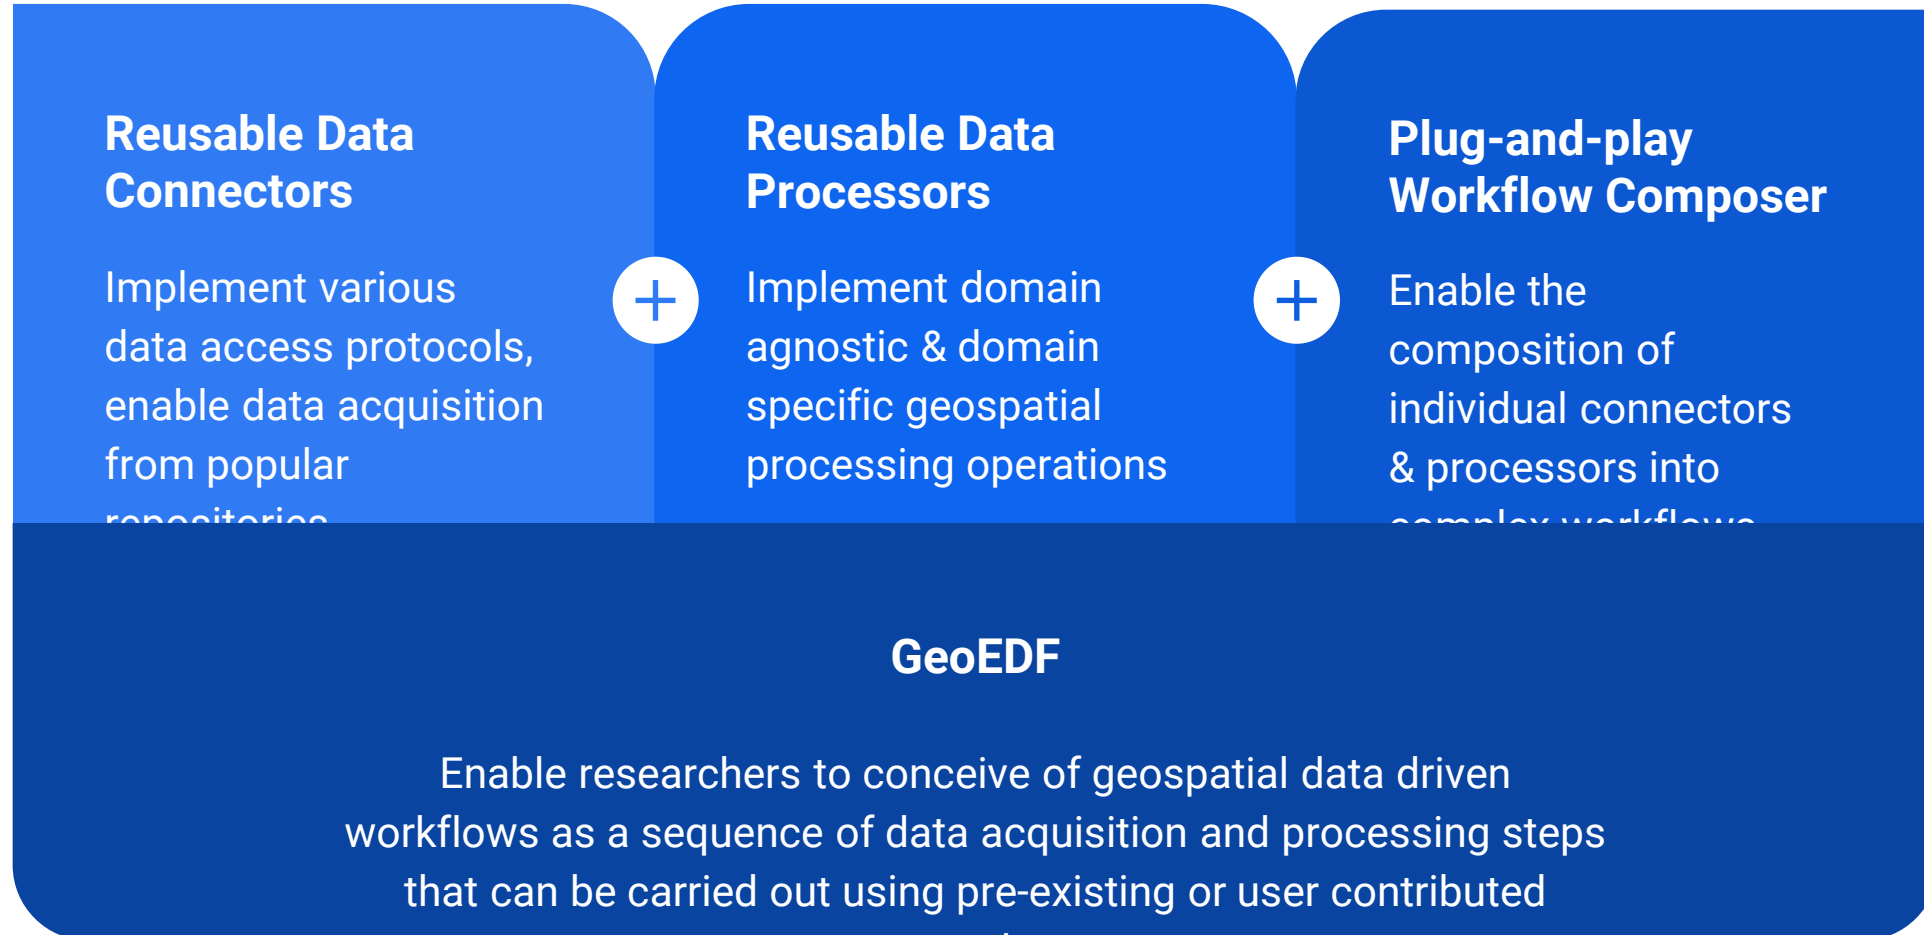 Reusable Data
Connectors
Implement various
data access protocols,
enable data acquisition
from popular
repositories
Reusable Data
Processors
Implement domain
agnostic & domain
specific geospatial
processing operations
Plug-and-play
Workflow Composer
Enable the
composition of
individual connectors
& processors into
complex workflows
GeoEDF
Enable researchers to conceive of geospatial data driven
workflows as a sequence of data acquisition and processing steps
that can be carried out using pre-existing or user contributed